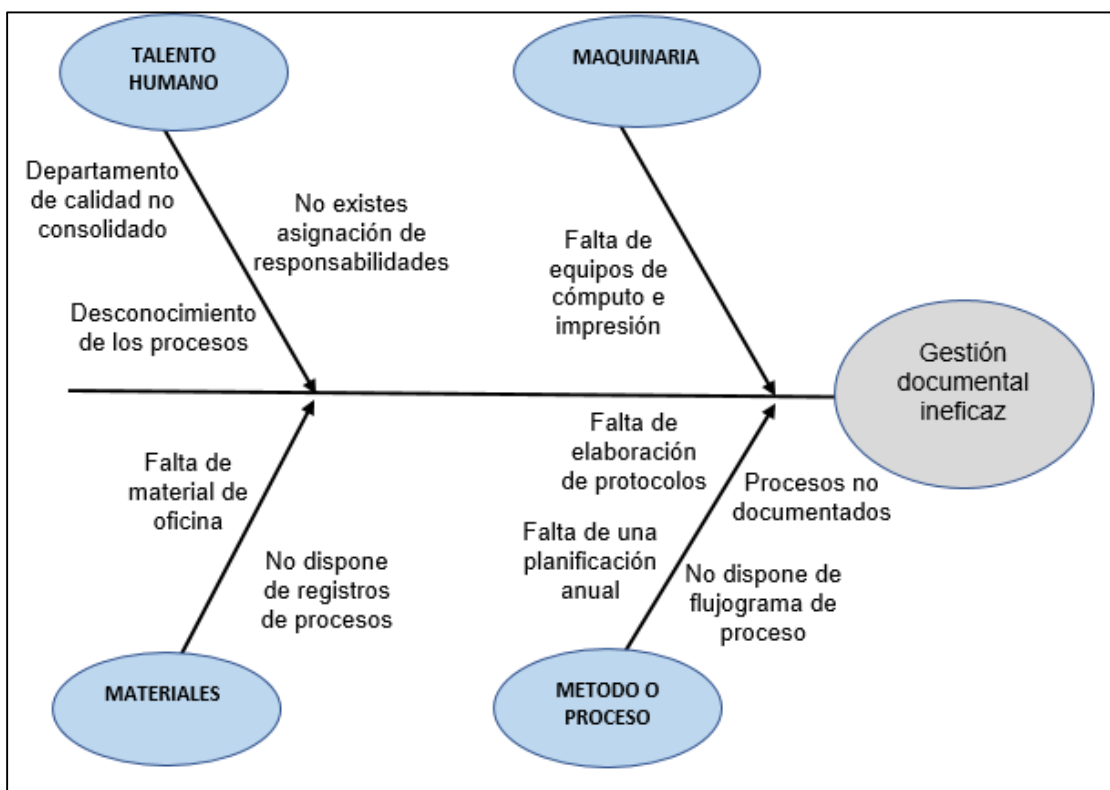 TALENTO
HUMANO
MAQUINARIA
Departamento
de calidad no
consolidado
No existes
asignación de
responsabilidades
Desconocimiento
de los procesos
Falta de
equipos de
cómputo e
impresión
Gestión
documental
ineficaz
Falta de
material de
oficina
No dispone
de registros
de procesos
Falta de
elaboración
de protocolos
Procesos no
documentados
Falta de una
planificación
anual
No dispone de
flujograma de
proceso
MATERIALES
METODO O
PROCESO